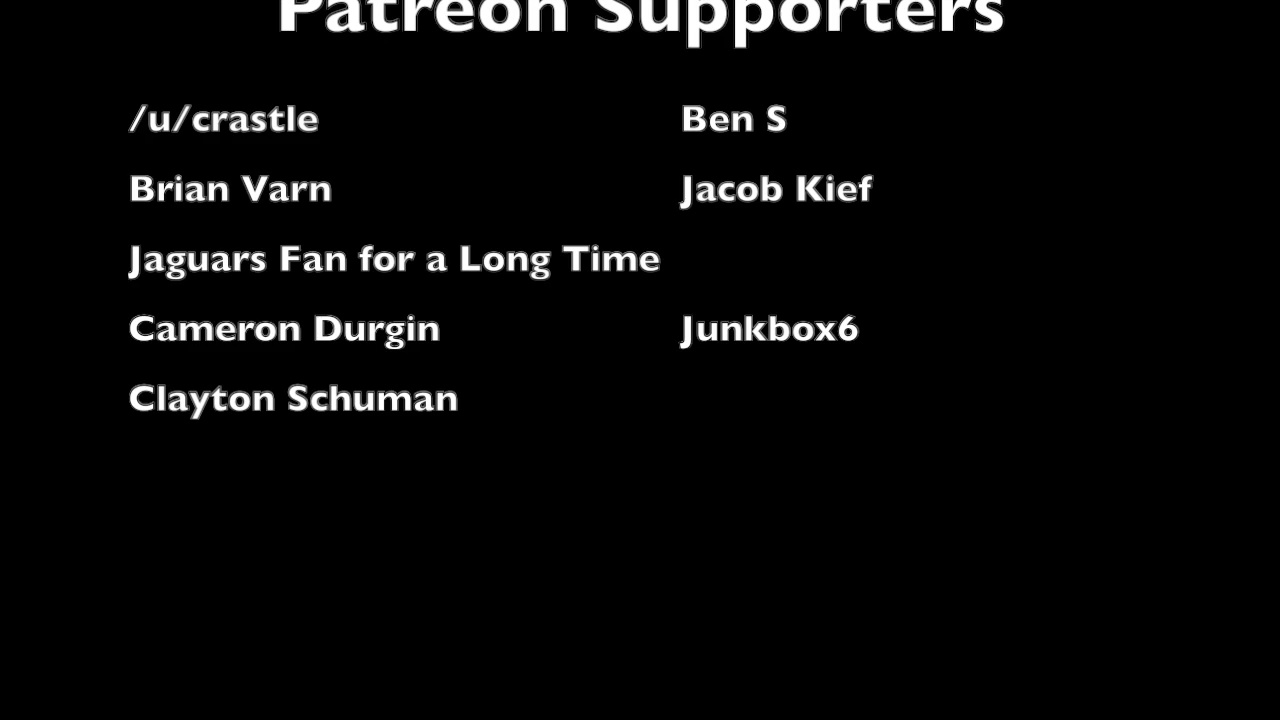 Patreon Supporters
/u/crastle Ben S
Brian Varn Jacob Kief
Jaguars Fan for a Long Time
Cameron Durgin Junkbox6
Clayton Schuman